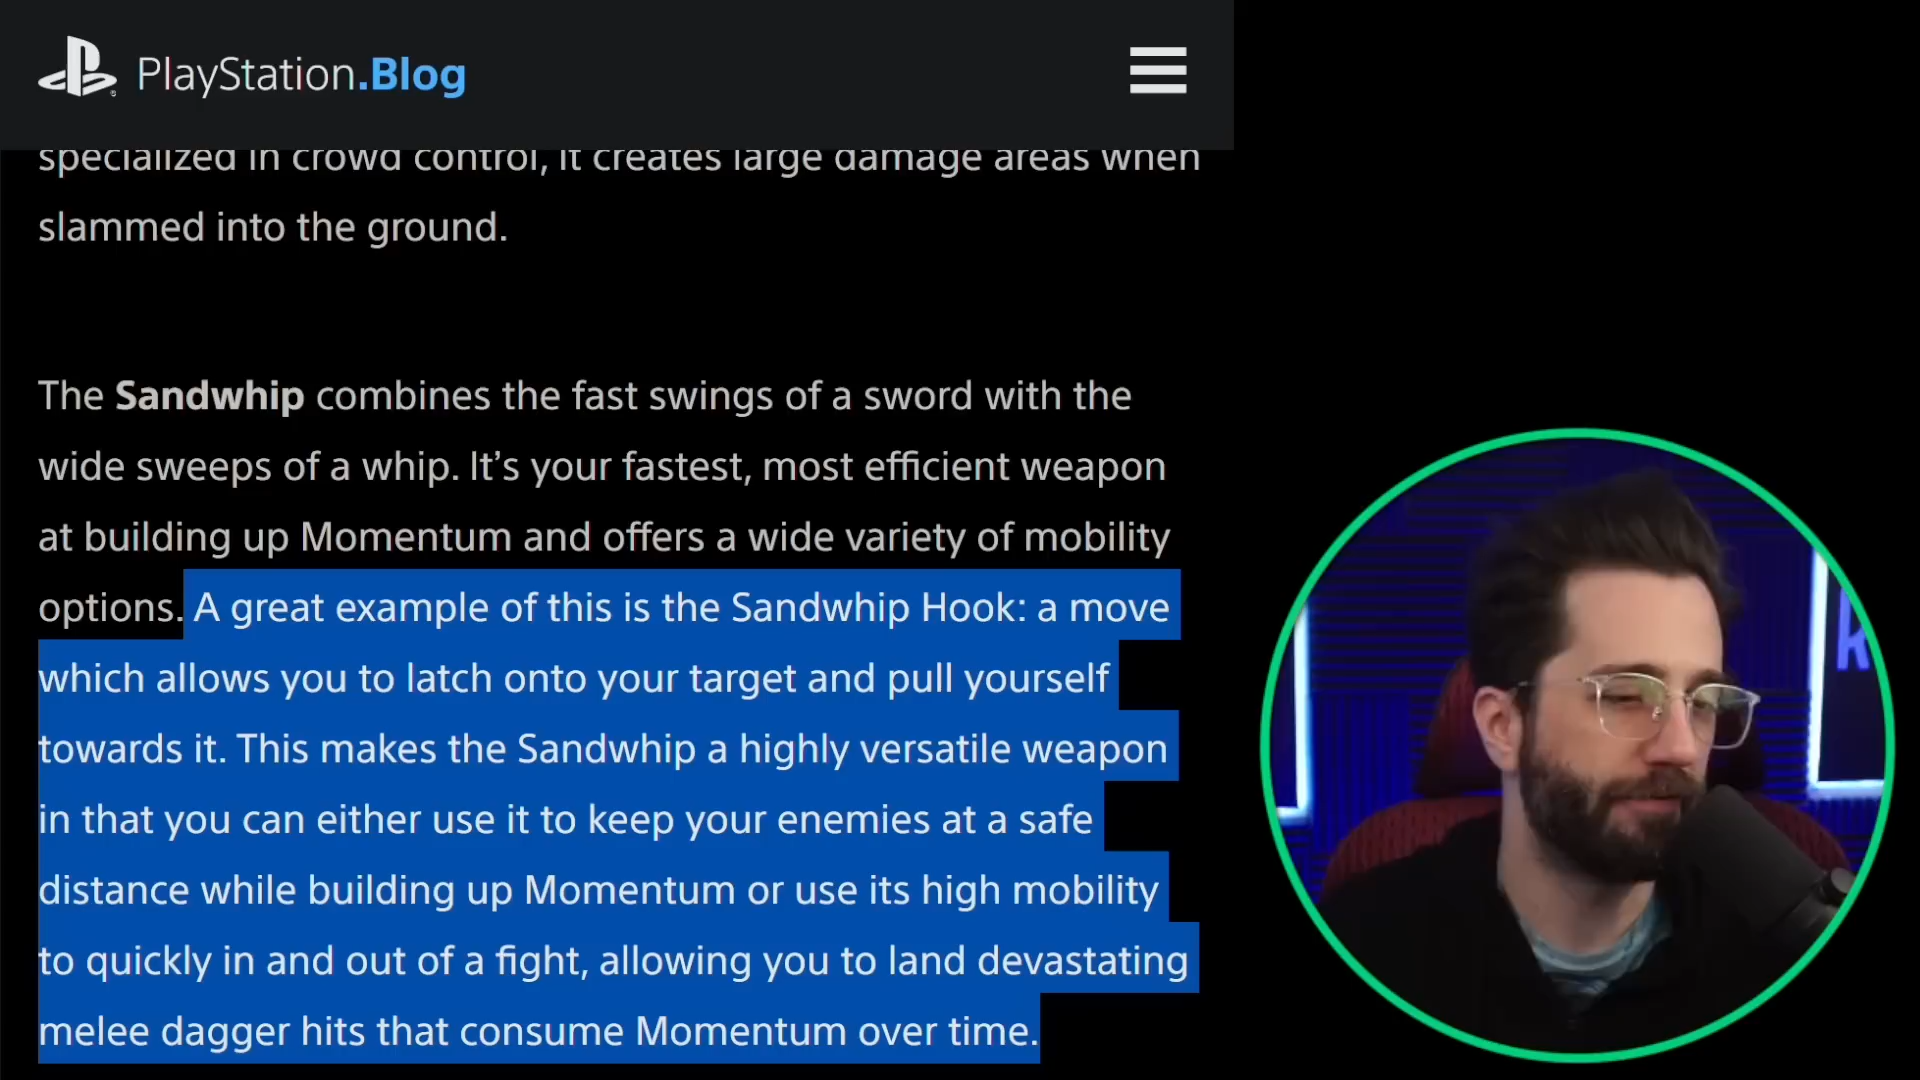 PlayStation.Blog
specialized in crowd control, it creates large damage areas when
slammed into the ground.
The Sandwhip combines the fast swings of a sword with the
wide sweeps of a whip. It’s your fastest, most efficient weapon
at building up Momentum and offers a wide variety of mobility
options. A great example of this is the Sandwhip Hook: a move
which allows you to latch onto your target and pull yourself
towards it. This makes the Sandwhip a highly versatile weapon
in that you can either use it to keep your enemies at a safe
distance while building up Momentum or use its high mobility
to quickly in and out of a fight, allowing you to land devastating
melee dagger hits that consume Momentum over time.
k